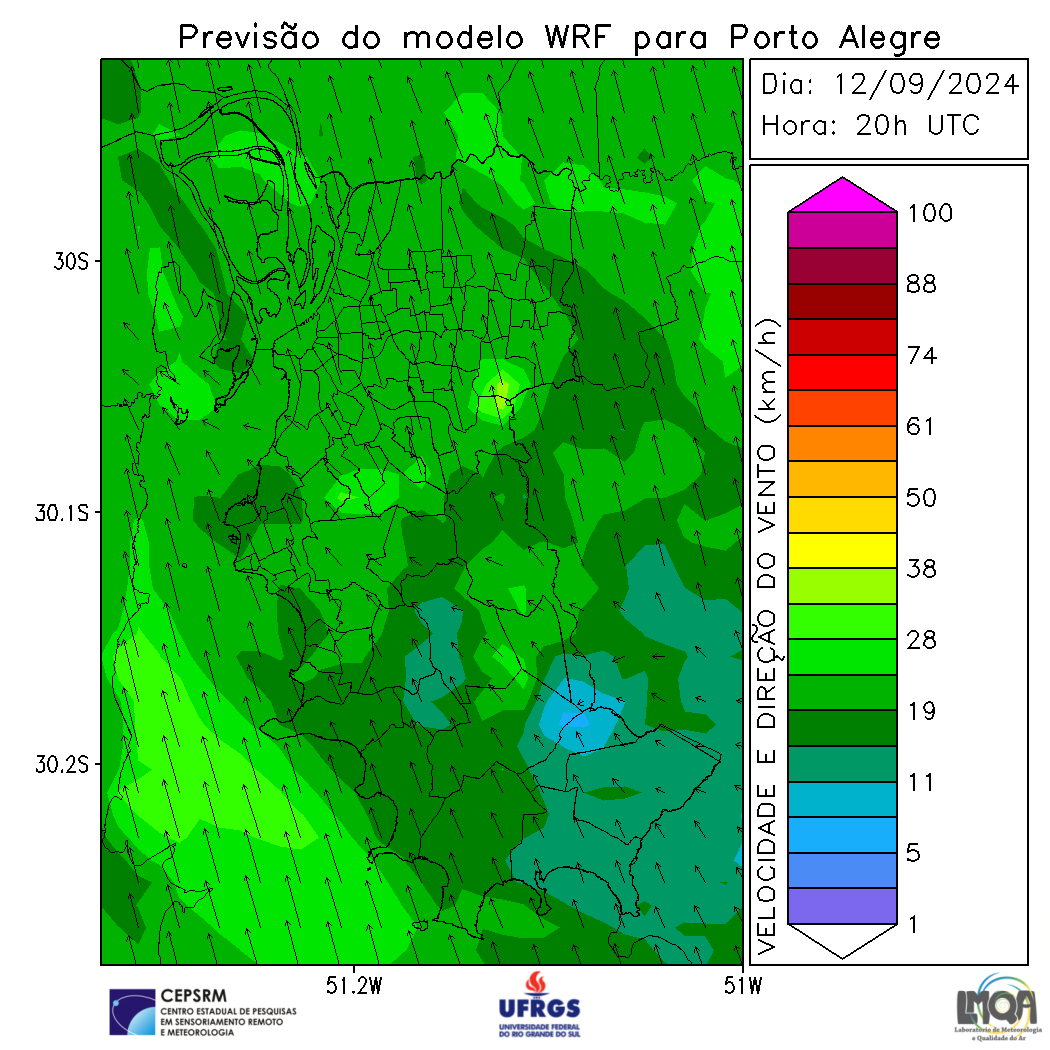 Previsão do modelo WRF para Porto Alegre
Dia: 12/09/2024
Hora: 20h UTC
30S
30.1S
30.2S
51.2W
51W
VELOCIDADE E DIREÇÃO DO VENTO (km/h)
100
88
74
61
50
38
28
19
11
5
1
CEPSRM
CENTRO ESTADUAL DE PESQUISAS
EM SENSORIAMENTO REMOTO
E METEOROLOGIA
UFRGS
UNIVERSIDADE FEDERAL
DO RIO GRANDE DO SUL
LMQA
Laboratório de Meteorologia
e Qualidade do Ar